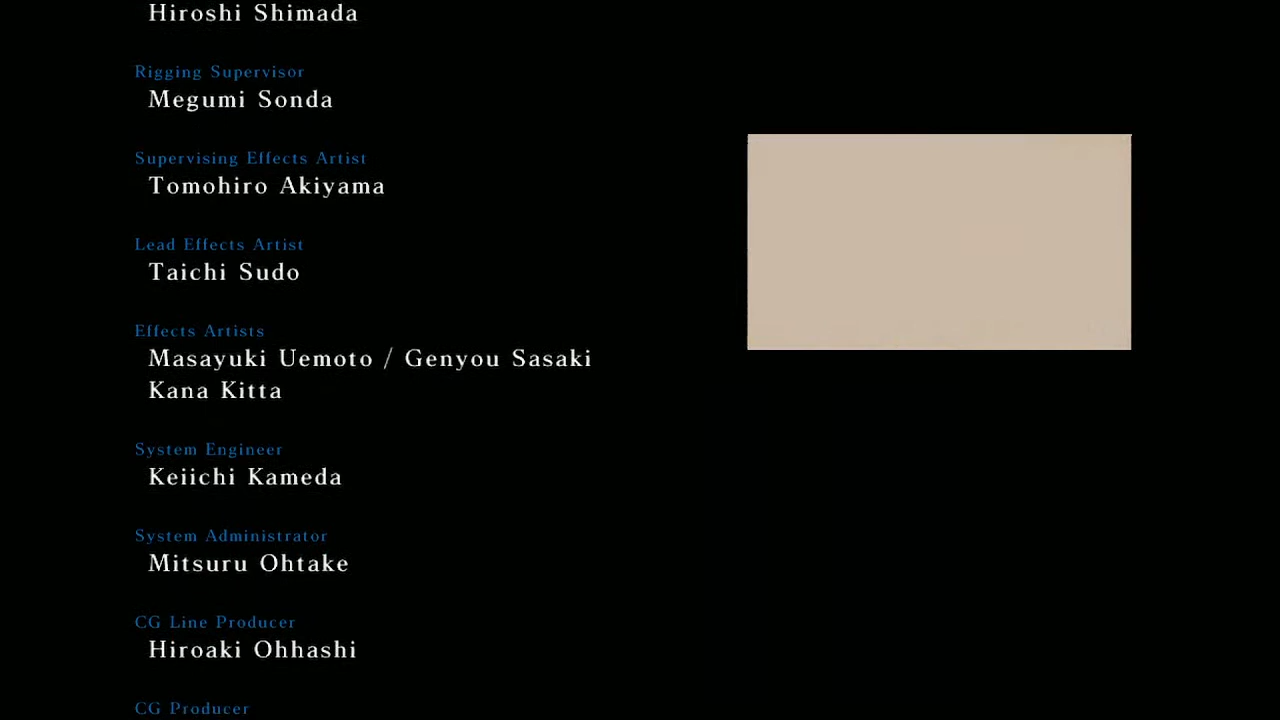 Hiroshi Shimada
Rigging Supervisor
Megumi Sonda
Supervising Effects Artist
Tomohiro Akiyama
Lead Effects Artist
Taichi Sudo
Effects Artists
Masayuki Uemoto / Genyou Sasaki
Kana Kitta
System Engineer
Keiichi Kameda
System Administrator
Mitsuru Ohtake
CG Line Producer
Hiroaki Ohhashi
CG Producer